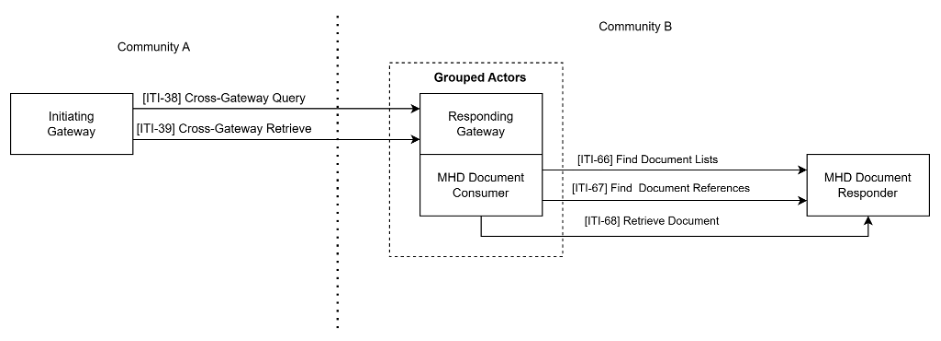 Community A
Community B
Grouped Actors
Initiating
Gateway
[ITI-38] Cross-Gateway Query
[ITI-39] Cross-Gateway Retrieve
Responding
Gateway
MHD Document
Consumer
[ITI-66] Find Document Lists
[ITI-67] Find Document References
[ITI-68] Retrieve Document
MHD Document
Responder